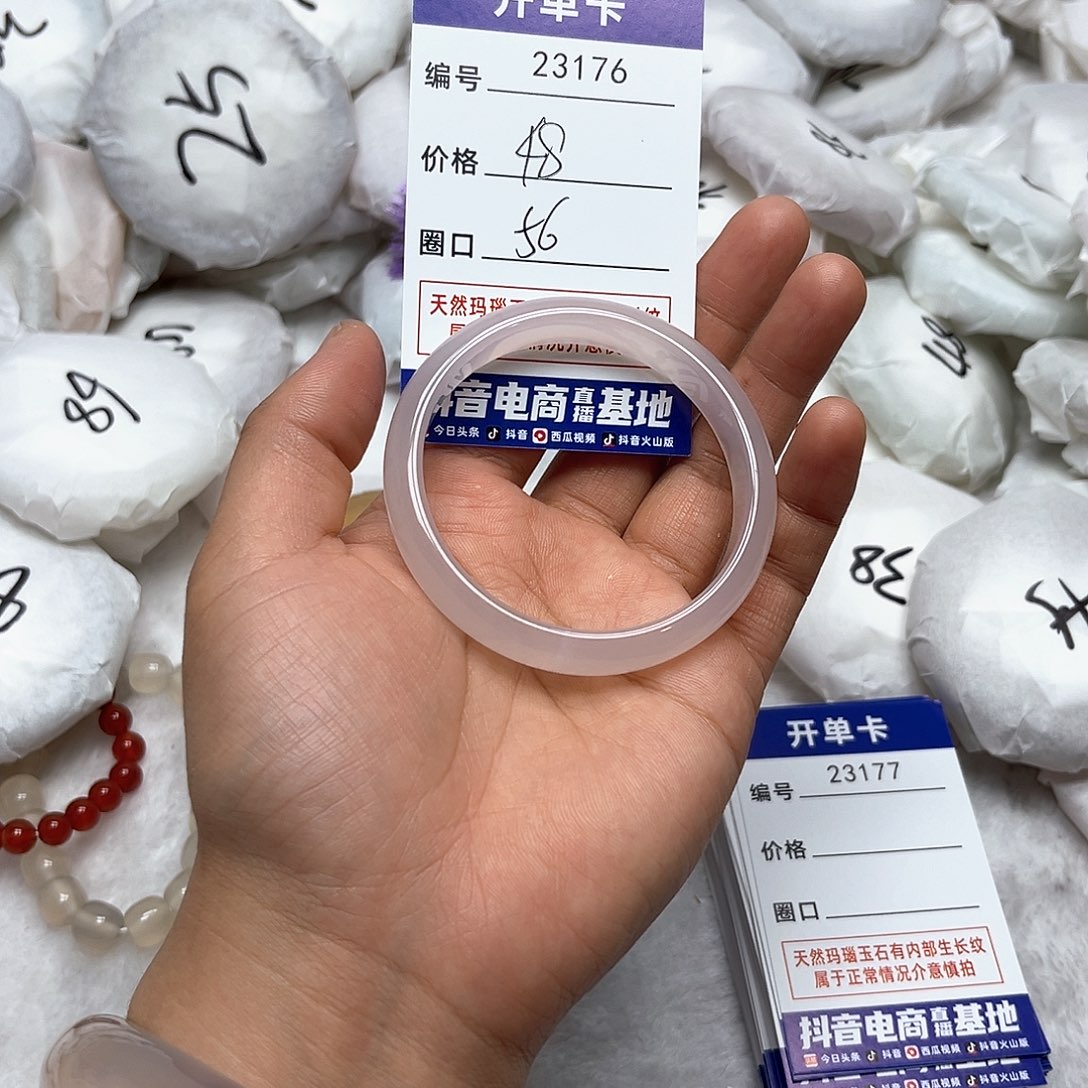 开单卡
编号 23176
价格 48
圈口 56
天然玛瑙
抖音电商直播基地
今日头条 抖音 西瓜视频 抖音火山版
25
89
48
38
开单卡
编号 23177
价格
圈口
天然玛瑙玉石有内部生长纹
属于正常情况介意慎拍
抖音电商直播基地
今日头条 抖音 西瓜视频 抖音火山版